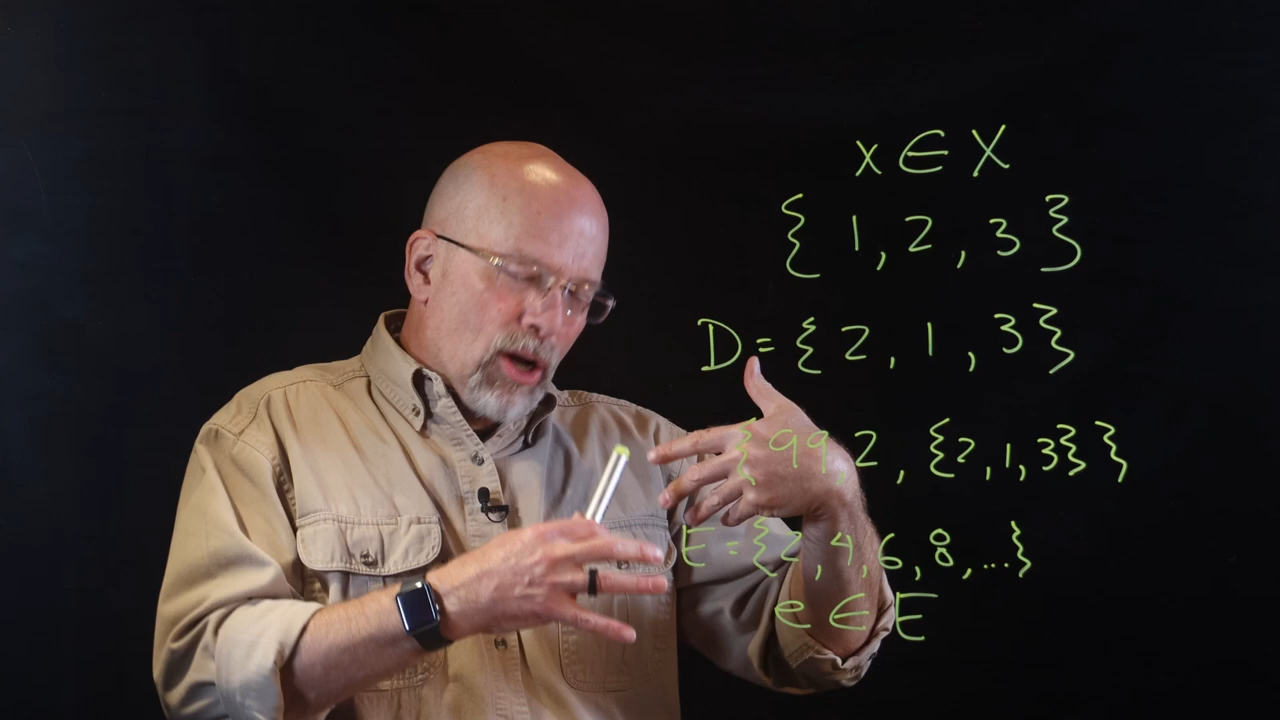 x ∈ X
{ 1, 2, 3 }
D = { 2, 1, 3 }
{ 99, 2, { 2, 1, 3 } }
E = { 2, 4, 6, 8, ... }
e ∈ E